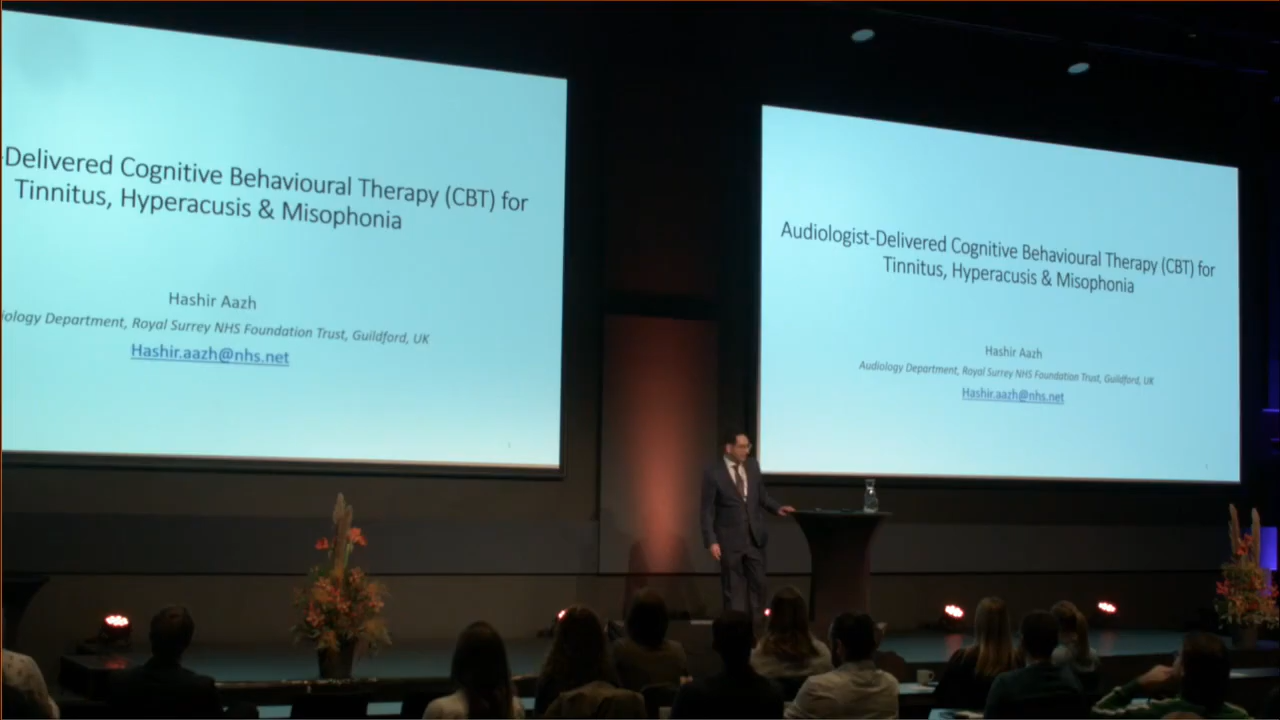 -Delivered Cognitive Behavioural Therapy (CBT) for
Tinnitus, Hyperacusis & Misophonia
Hashir Aazh
iology Department, Royal Surrey NHS Foundation Trust, Guildford, UK
Hashir.aazh@nhs.net
1
Audiologist-Delivered Cognitive Behavioural Therapy (CBT) for
Tinnitus, Hyperacusis & Misophonia
Hashir Aazh
Audiology Department, Royal Surrey NHS Foundation Trust, Guildford, UK
Hashir.aazh@nhs.net
1